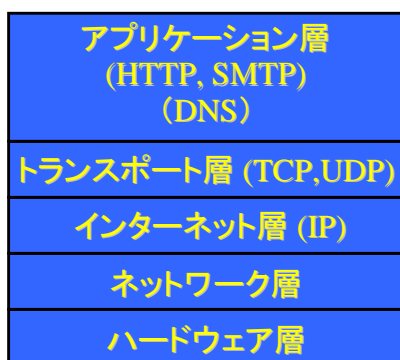 アプリケーション層
(HTTP, SMTP)
(DNS)
トランスポート層 (TCP,UDP)
インターネット層 (IP)
ネットワーク層
ハードウェア層